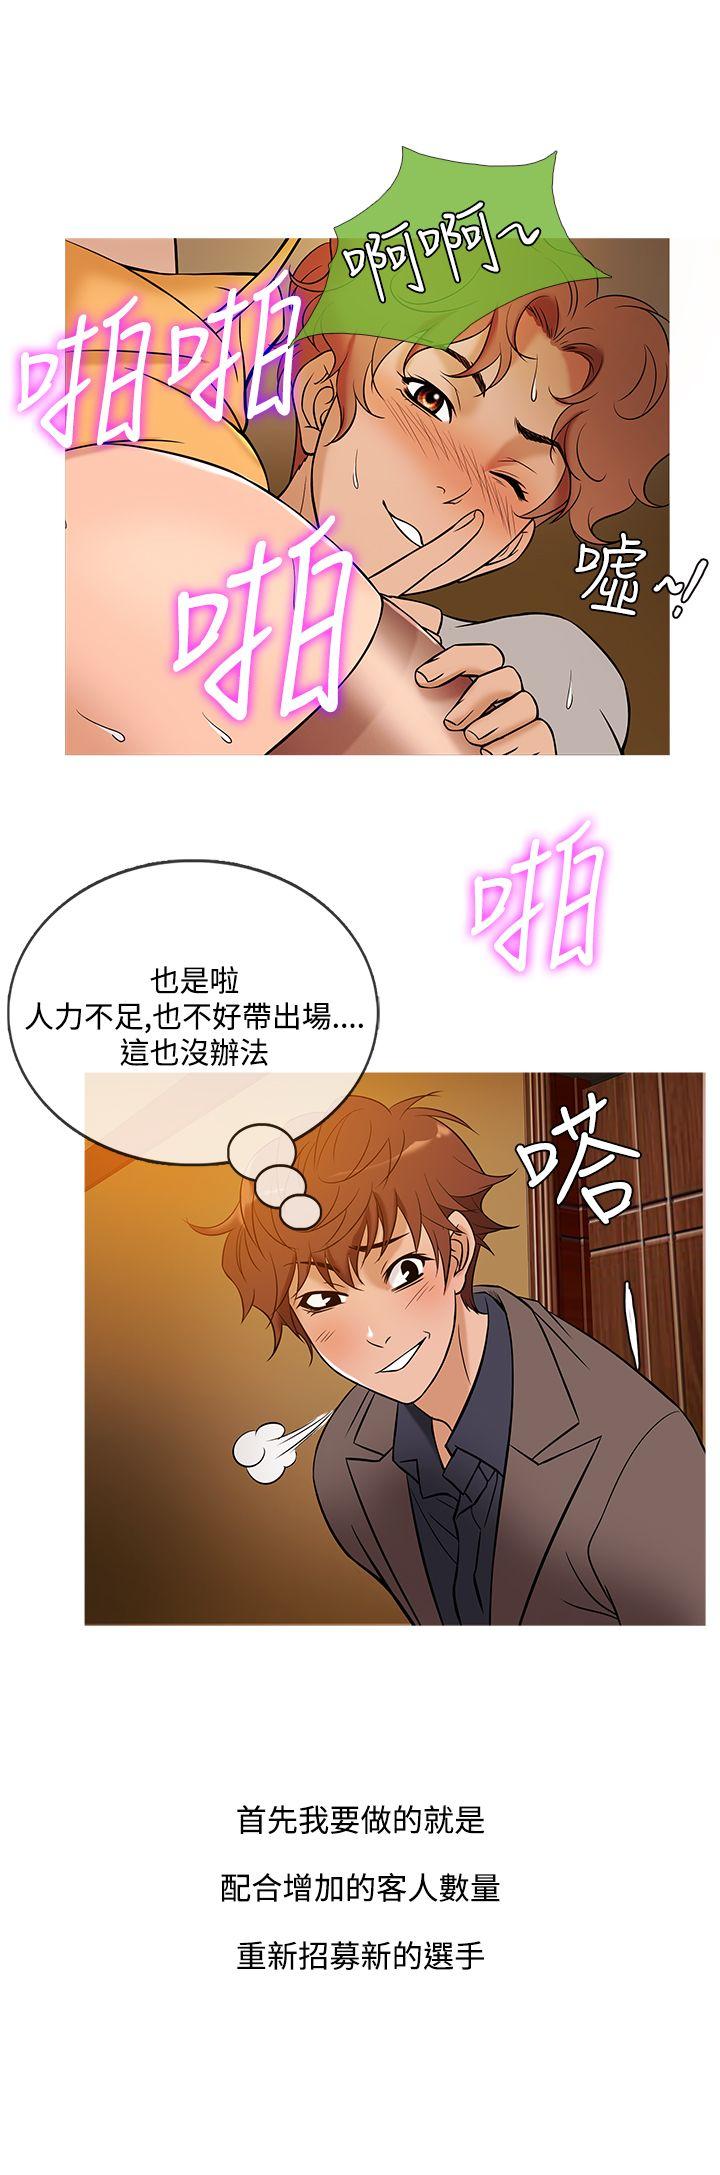 啊啊~
啪啪
啪
噓~!
啪
也是啦
人力不足,也不好帶出場....
這也沒辦法
嗒
首先我要做的就是
配合增加的客人數量
重新招募新的選手